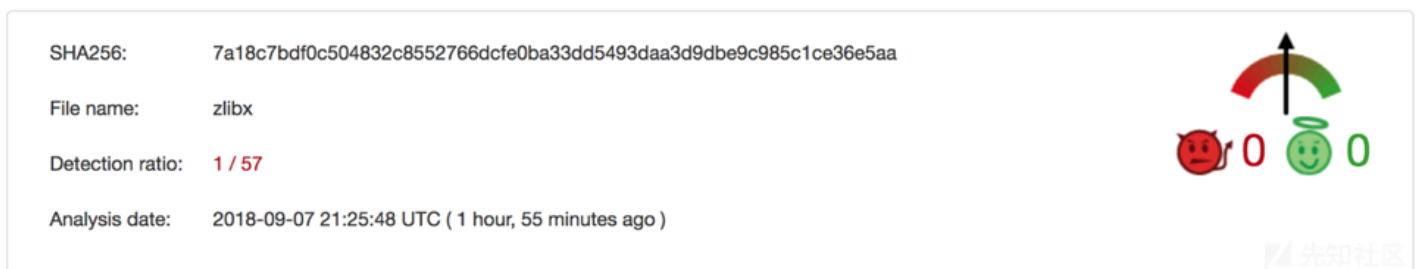 SHA256: 7a18c7bdf0c504832c8552766dcfe0ba33dd5493daa3d9dbe9c985c1ce36e5aa
File name: zlibx
Detection ratio: 1 / 57
0 0
Analysis date: 2018-09-07 21:25:48 UTC ( 1 hour, 55 minutes ago )
先知社区